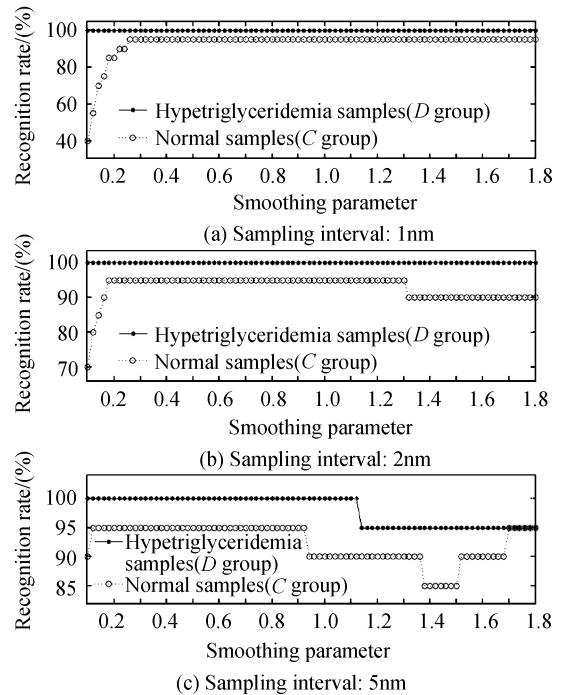 Recognition rate/(%)
100
80
60
40
Hypetriglyceridemia samples(D group)
Normal samples(C group)
0.2 0.4 0.6 0.8 1.0 1.2 1.4 1.6 1.8
Smoothing parameter
(a) Sampling interval: 1nm
Recognition rate/(%)
100
90
80
70
Hypetriglyceridemia samples(D group)
Normal samples(C group)
0.2 0.4 0.6 0.8 1.0 1.2 1.4 1.6 1.8
Smoothing parameter
(b) Sampling interval: 2nm
Recognition rate/(%)
100
95
90
85
Hypetriglyceridemia
samples(D group)
Normal samples(C group)
0.2 0.4 0.6 0.8 1.0 1.2 1.4 1.6 1.8
Smoothing parameter
(c) Sampling interval: 5nm